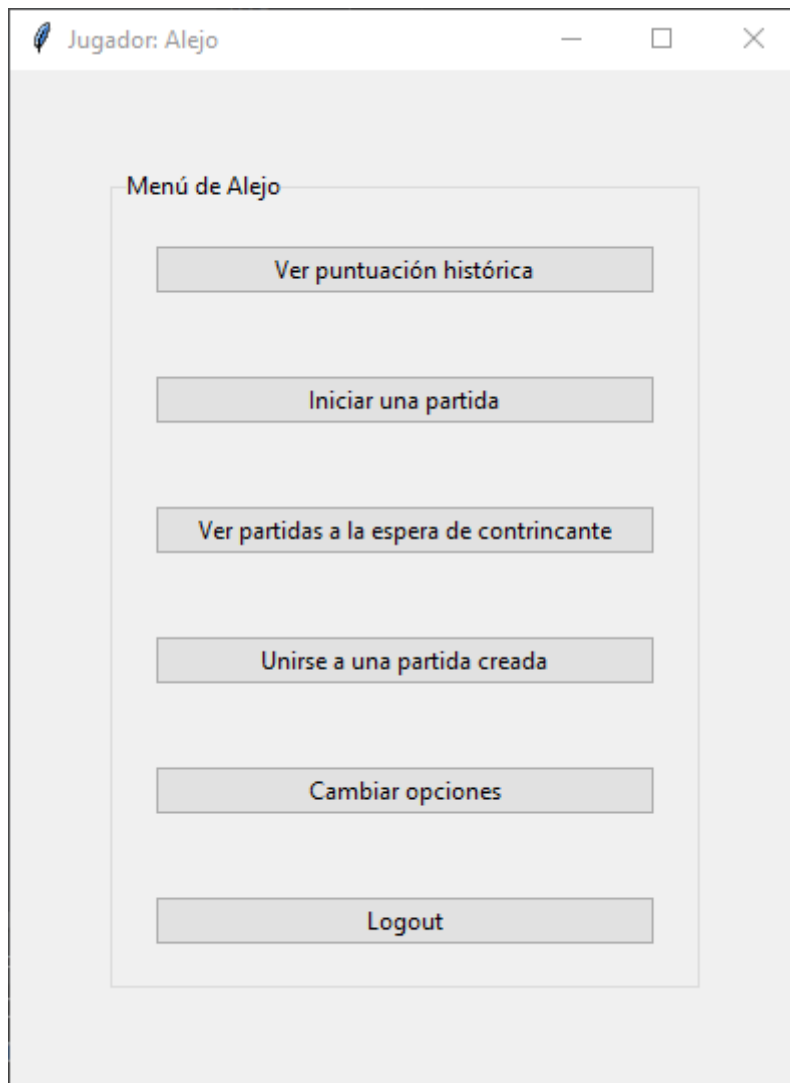 Jugador: Alejo
Menú de Alejo
Ver puntuación histórica
Iniciar una partida
Ver partidas a la espera de contrincante
Unirse a una partida creada
Cambiar opciones
Logout